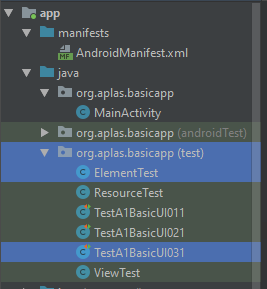 app
manifests
AndroidManifest.xml
java
org.aplas.basicapp
MainActivity
org.aplas.basicapp (androidTest)
org.aplas.basicapp (test)
ElementTest
ResourceTest
TestA1BasicUI011
TestA1BasicUI021
TestA1BasicUI031
ViewTest